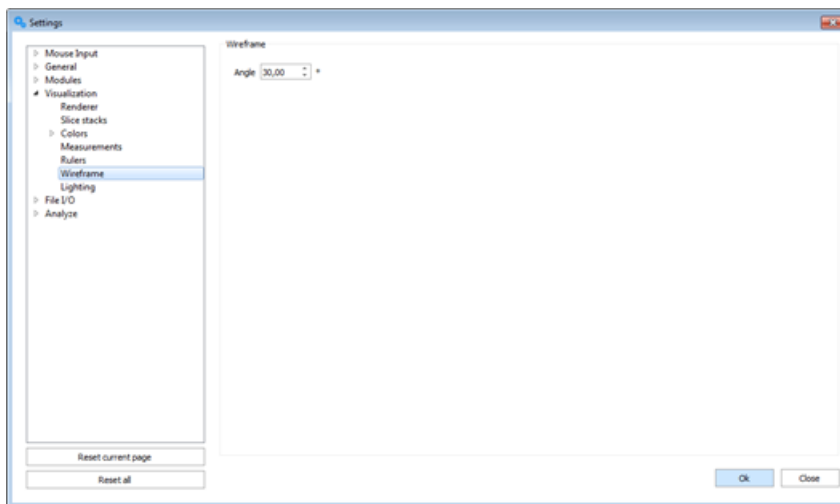 Settings
Mouse Input
General
Modules
Visualization
Renderer
Slice stacks
Colors
Measurements
Rulers
Wireframe
Lighting
File I/O
Analyze
Reset current page
Reset all
Wireframe
Angle 30,00 °
Ok Close